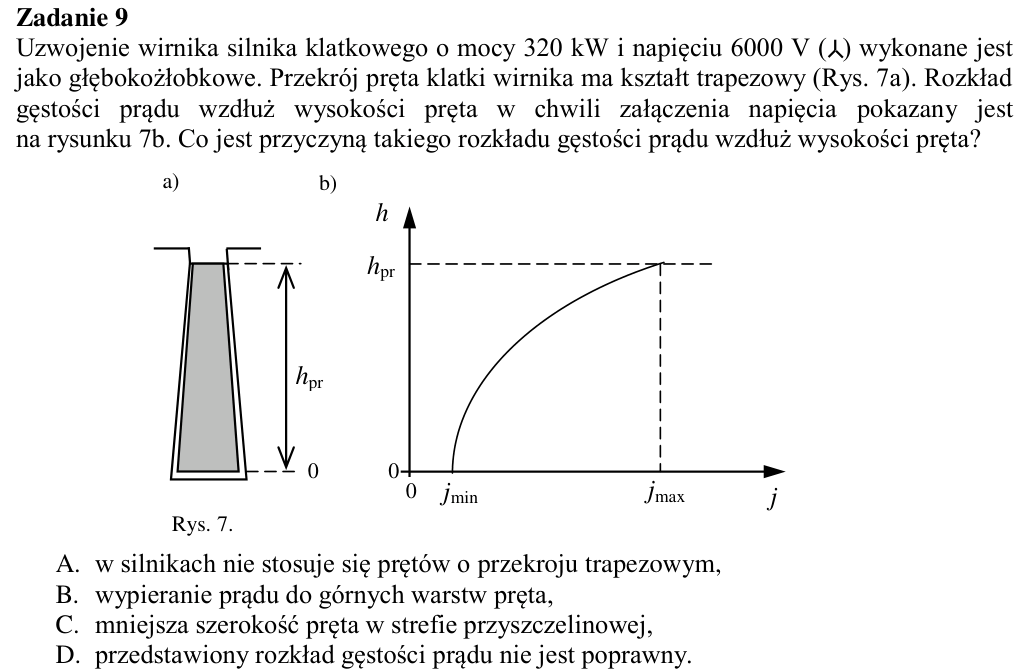 Zadanie 9
Uzwojenie wirnika silnika klatkowego o mocy 320 kW i napięciu 6000 V (⅄) wykonane jest
jako głębokożłobkowe. Przekrój pręta klatki wirnika ma kształt trapezowy (Rys. 7a). Rozkład
gęstości prądu wzdłuż wysokości pręta w chwili załączenia napięcia pokazany jest
na rysunku 7b. Co jest przyczyną takiego rozkładu gęstości prądu wzdłuż wysokości pręta?
a) b)
h
hpr
hpr
0 0
0 jmin jmax j
Rys. 7.
A. w silnikach nie stosuje się prętów o przekroju trapezowym,
B. wypieranie prądu do górnych warstw pręta,
C. mniejsza szerokość pręta w strefie przyszczelinowej,
D. przedstawiony rozkład gęstości prądu nie jest poprawny.